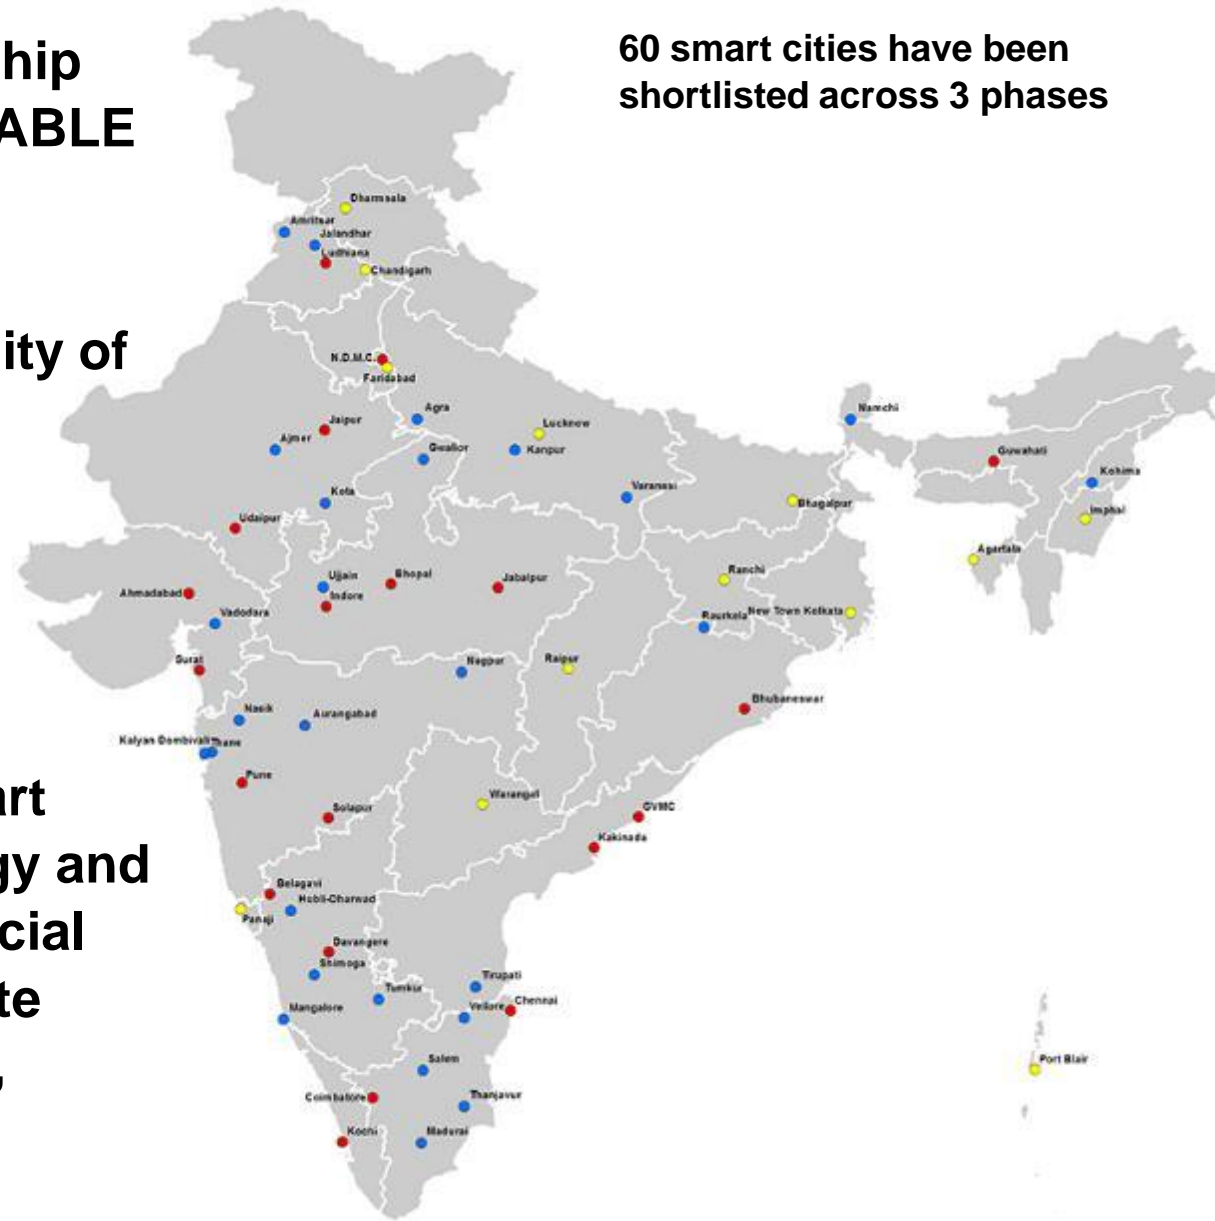 hip
ABLE
60 smart cities have been
shortlisted across 3 phases
ity of
art
gy and
cial
te
,
Dharmsala
Amritsar
Jalandhar
Ludhiana
Chandigarh
N.D.M.C.
Faridabad
Agra
Lucknow
Namchi
Jaipur
Ajmer
Gwalior
Kanpur
Guwahati
Kohima
Kota
Varanasi
Bhagalpur
Imphal
Udaipur
Agartala
Ujjain
Bhopal
Jabalpur
Ranchi
Ahmadabad
Indore
Vadodara
Raurkela
New Town Kolkata
Surat
Nagpur
Raipur
Nasik
Aurangabad
Bhubaneswar
Kalyan Dombivali
Thane
Pune
Solapur
Warangal
GVMC
Kakinada
Belagavi
Hobli-Dharwad
Panaji
Davangere
Shimoga
Tumkur
Tirupati
Mangalore
Vellore
Chennai
Salem
Port Blair
Coimbatore
Thanjavur
Kochi
Madurai